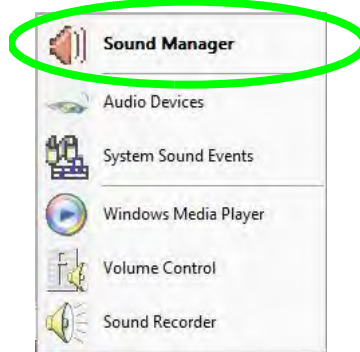 Sound Manager
Audio Devices
System Sound Events
Windows Media Player
Volume Control
Sound Recorder